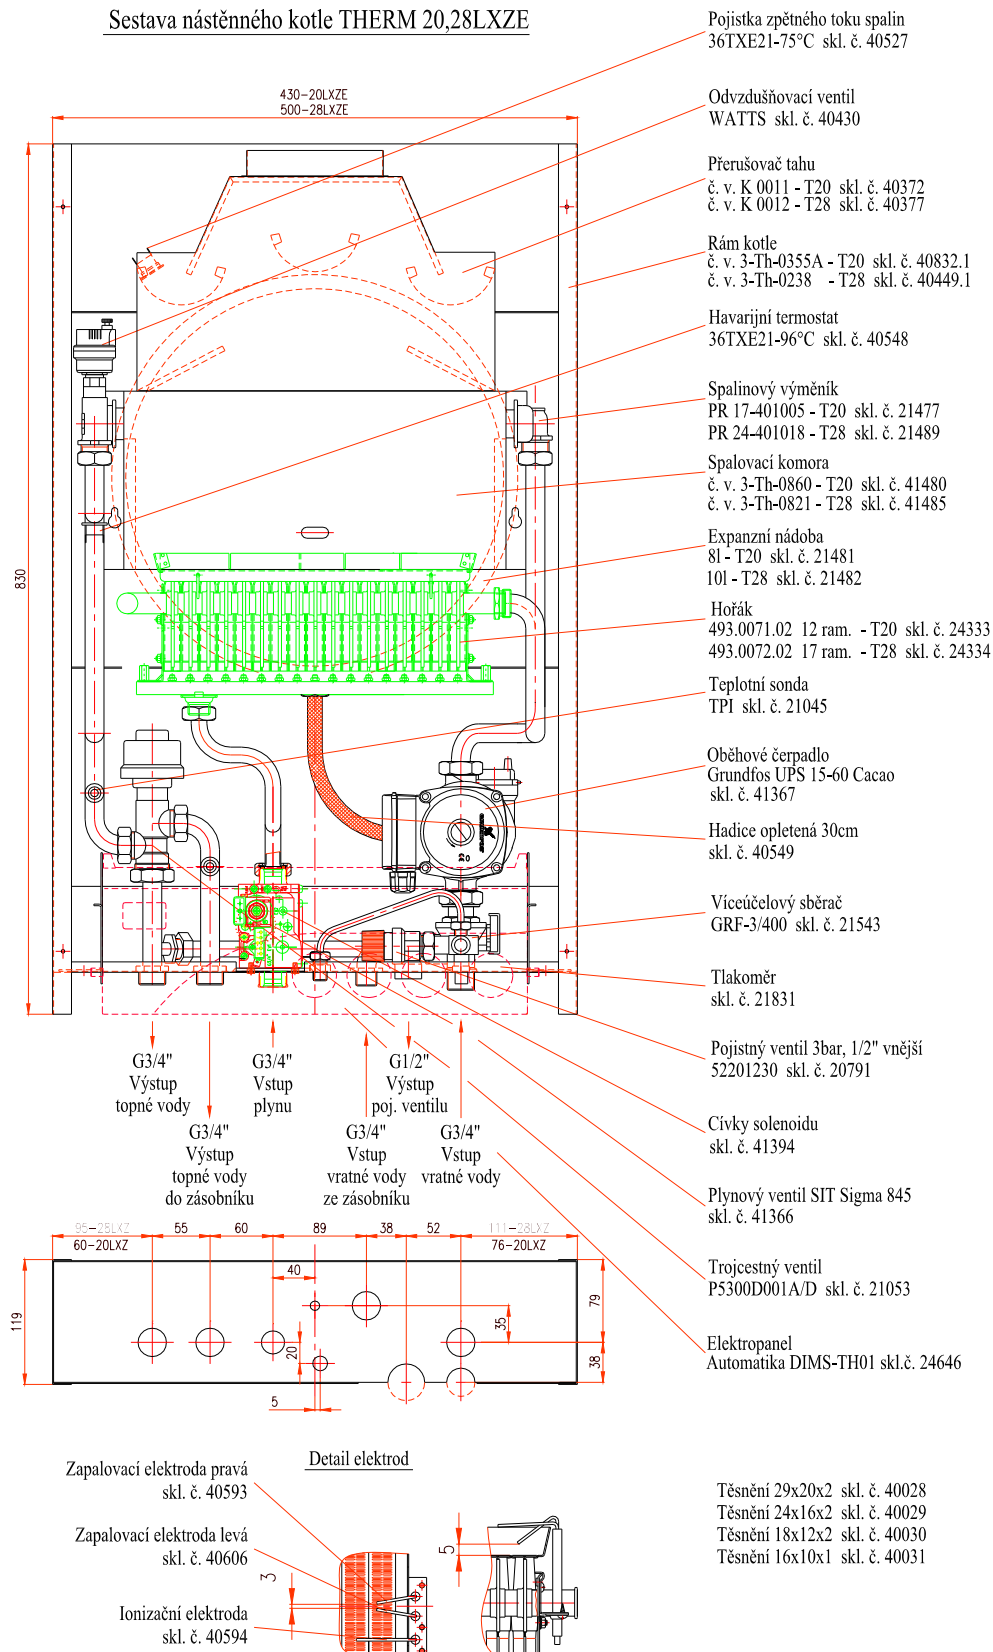 Sestava nástěnného kotle THERM 20,28LXZE
Pojistka zpětného toku spalin
36TXE21-75°C skl. č. 40527
430-20LXZE
500-28LXZE
Odvzdušňovací ventil
WATTS skl. č. 40430
Přerušovač tahu
č. v. K 0011 - T20 skl. č. 40372
č. v. K 0012 - T28 skl. č. 40377
Rám kotle
č. v. 3-Th-0355A - T20 skl. č. 40832.1
č. v. 3-Th-0238 - T28 skl. č. 40449.1
Havarijní termostat
36TXE21-96°C skl. č. 40548
Spalinový výměník
PR 17-401005 - T20 skl. č. 21477
PR 24-401018 - T28 skl. č. 21489
Spalovací komora
č. v. 3-Th-0860 - T20 skl. č. 41480
č. v. 3-Th-0821 - T28 skl. č. 41485
Expanzní nádoba
8l - T20 skl. č. 21481
10l - T28 skl. č. 21482
830
Hořák
493.0071.02 12 ram. - T20 skl. č. 24333
493.0072.02 17 ram. - T28 skl. č. 24334
Teplotní sonda
TPI skl. č. 21045
Oběhové čerpadlo
Grundfos UPS 15-60 Cacao
skl. č. 41367
Hadice opletená 30cm
skl. č. 40549
Víceúčelový sběrač
GRF-3/400 skl. č. 21543
Tlakoměr
skl. č. 21831
Pojistný ventil 3bar, 1/2" vnější
52201230 skl. č. 20791
Cívky solenoidu
skl. č. 41394
Plynový ventil SIT Sigma 845
skl. č. 41366
Trojcestný ventil
P5300D001A/D skl. č. 21053
Elektropanel
Automatika DIMS-TH01 skl.č. 24646
G3/4"
Výstup
topné vody
G3/4"
Vstup
plynu
G1/2"
Výstup
poj. ventilu
G3/4"
Výstup
topné vody
do zásobníku
G3/4"
Vstup
vratné vody
ze zásobníku
G3/4"
Vstup
vratné vody
95-28LXZ
60-20LXZ
55
60
89
38
52
111-28LXZ
76-20LXZ
40
119
35
79
20
38
5
Detail elektrod
Zapalovací elektroda pravá
skl. č. 40593
Zapalovací elektroda levá
skl. č. 40606
Ionizační elektroda
skl. č. 40594
3
5
Těsnění 29x20x2 skl. č. 40028
Těsnění 24x16x2 skl. č. 40029
Těsnění 18x12x2 skl. č. 40030
Těsnění 16x10x1 skl. č. 40031